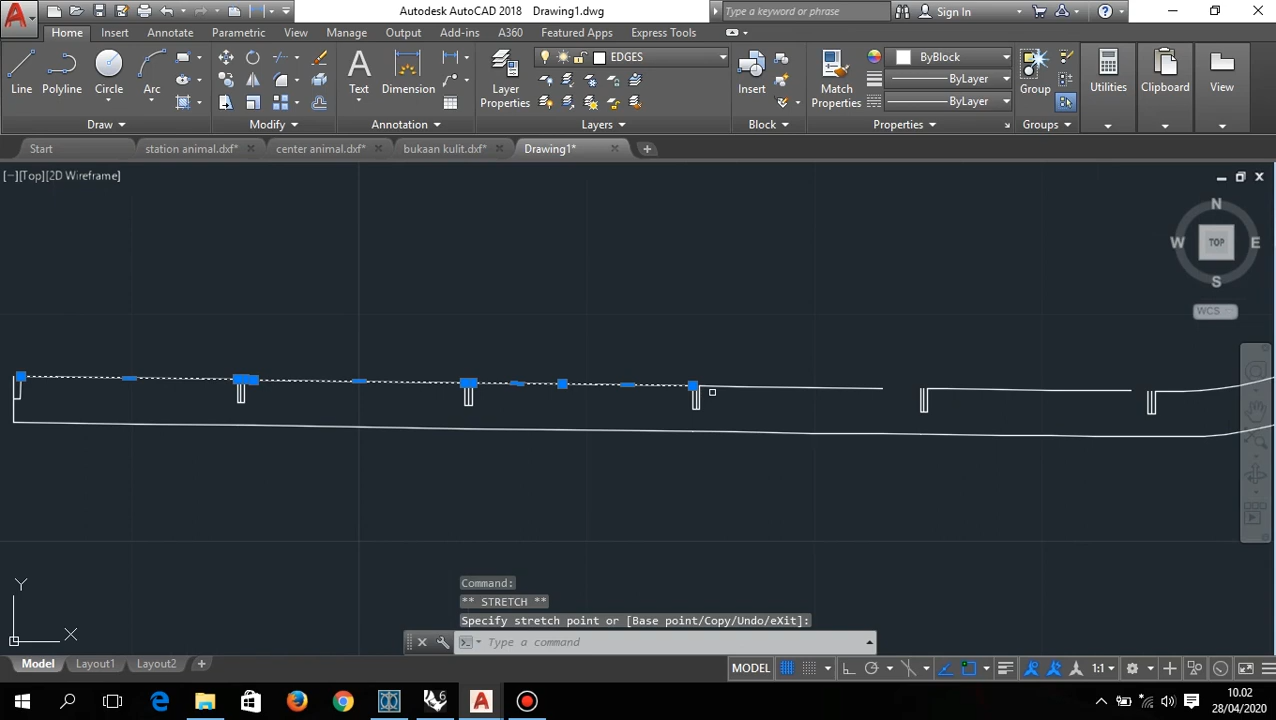 Autodesk AutoCAD 2018 Drawing1.dwg
Type a keyword or phrase
Sign In
Home Insert Annotate Parametric View Manage Output Add-ins A360 Featured Apps Express Tools
Line
Polyline
Circle
Arc
Text
Dimension
Layer
Properties
EDGES
Insert
Match
Properties
ByBlock
ByLayer
ByLayer
Group
Utilities
Clipboard
View
Draw
Modify
Annotation
Layers
Block
Properties
Groups
Start
station animal.dxf*
center animal.dxf*
bukaan kulit.dxf*
Drawing1*
[−][Top][2D Wireframe]
N
W
TOP
E
S
WCS
Y
X
Command:
** STRETCH **
Specify stretch point or [Base point/Copy/Undo/eXit]:
Type a command
Model
Layout1
Layout2
MODEL
1:1
10.02
28/04/2020